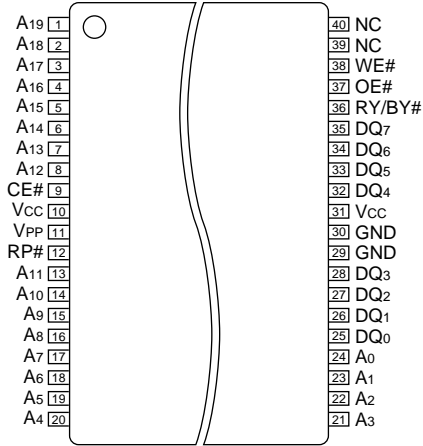 A19 1
A18 2
A17 3
A16 4
A15 5
A14 6
A13 7
A12 8
CE# 9
VCC 10
VPP 11
RP# 12
A11 13
A10 14
A9 15
A8 16
A7 17
A6 18
A5 19
A4 20
40 NC
39 NC
38 WE#
37 OE#
36 RY/BY#
35 DQ7
34 DQ6
33 DQ5
32 DQ4
31 VCC
30 GND
29 GND
28 DQ3
27 DQ2
26 DQ1
25 DQ0
24 A0
23 A1
22 A2
21 A3